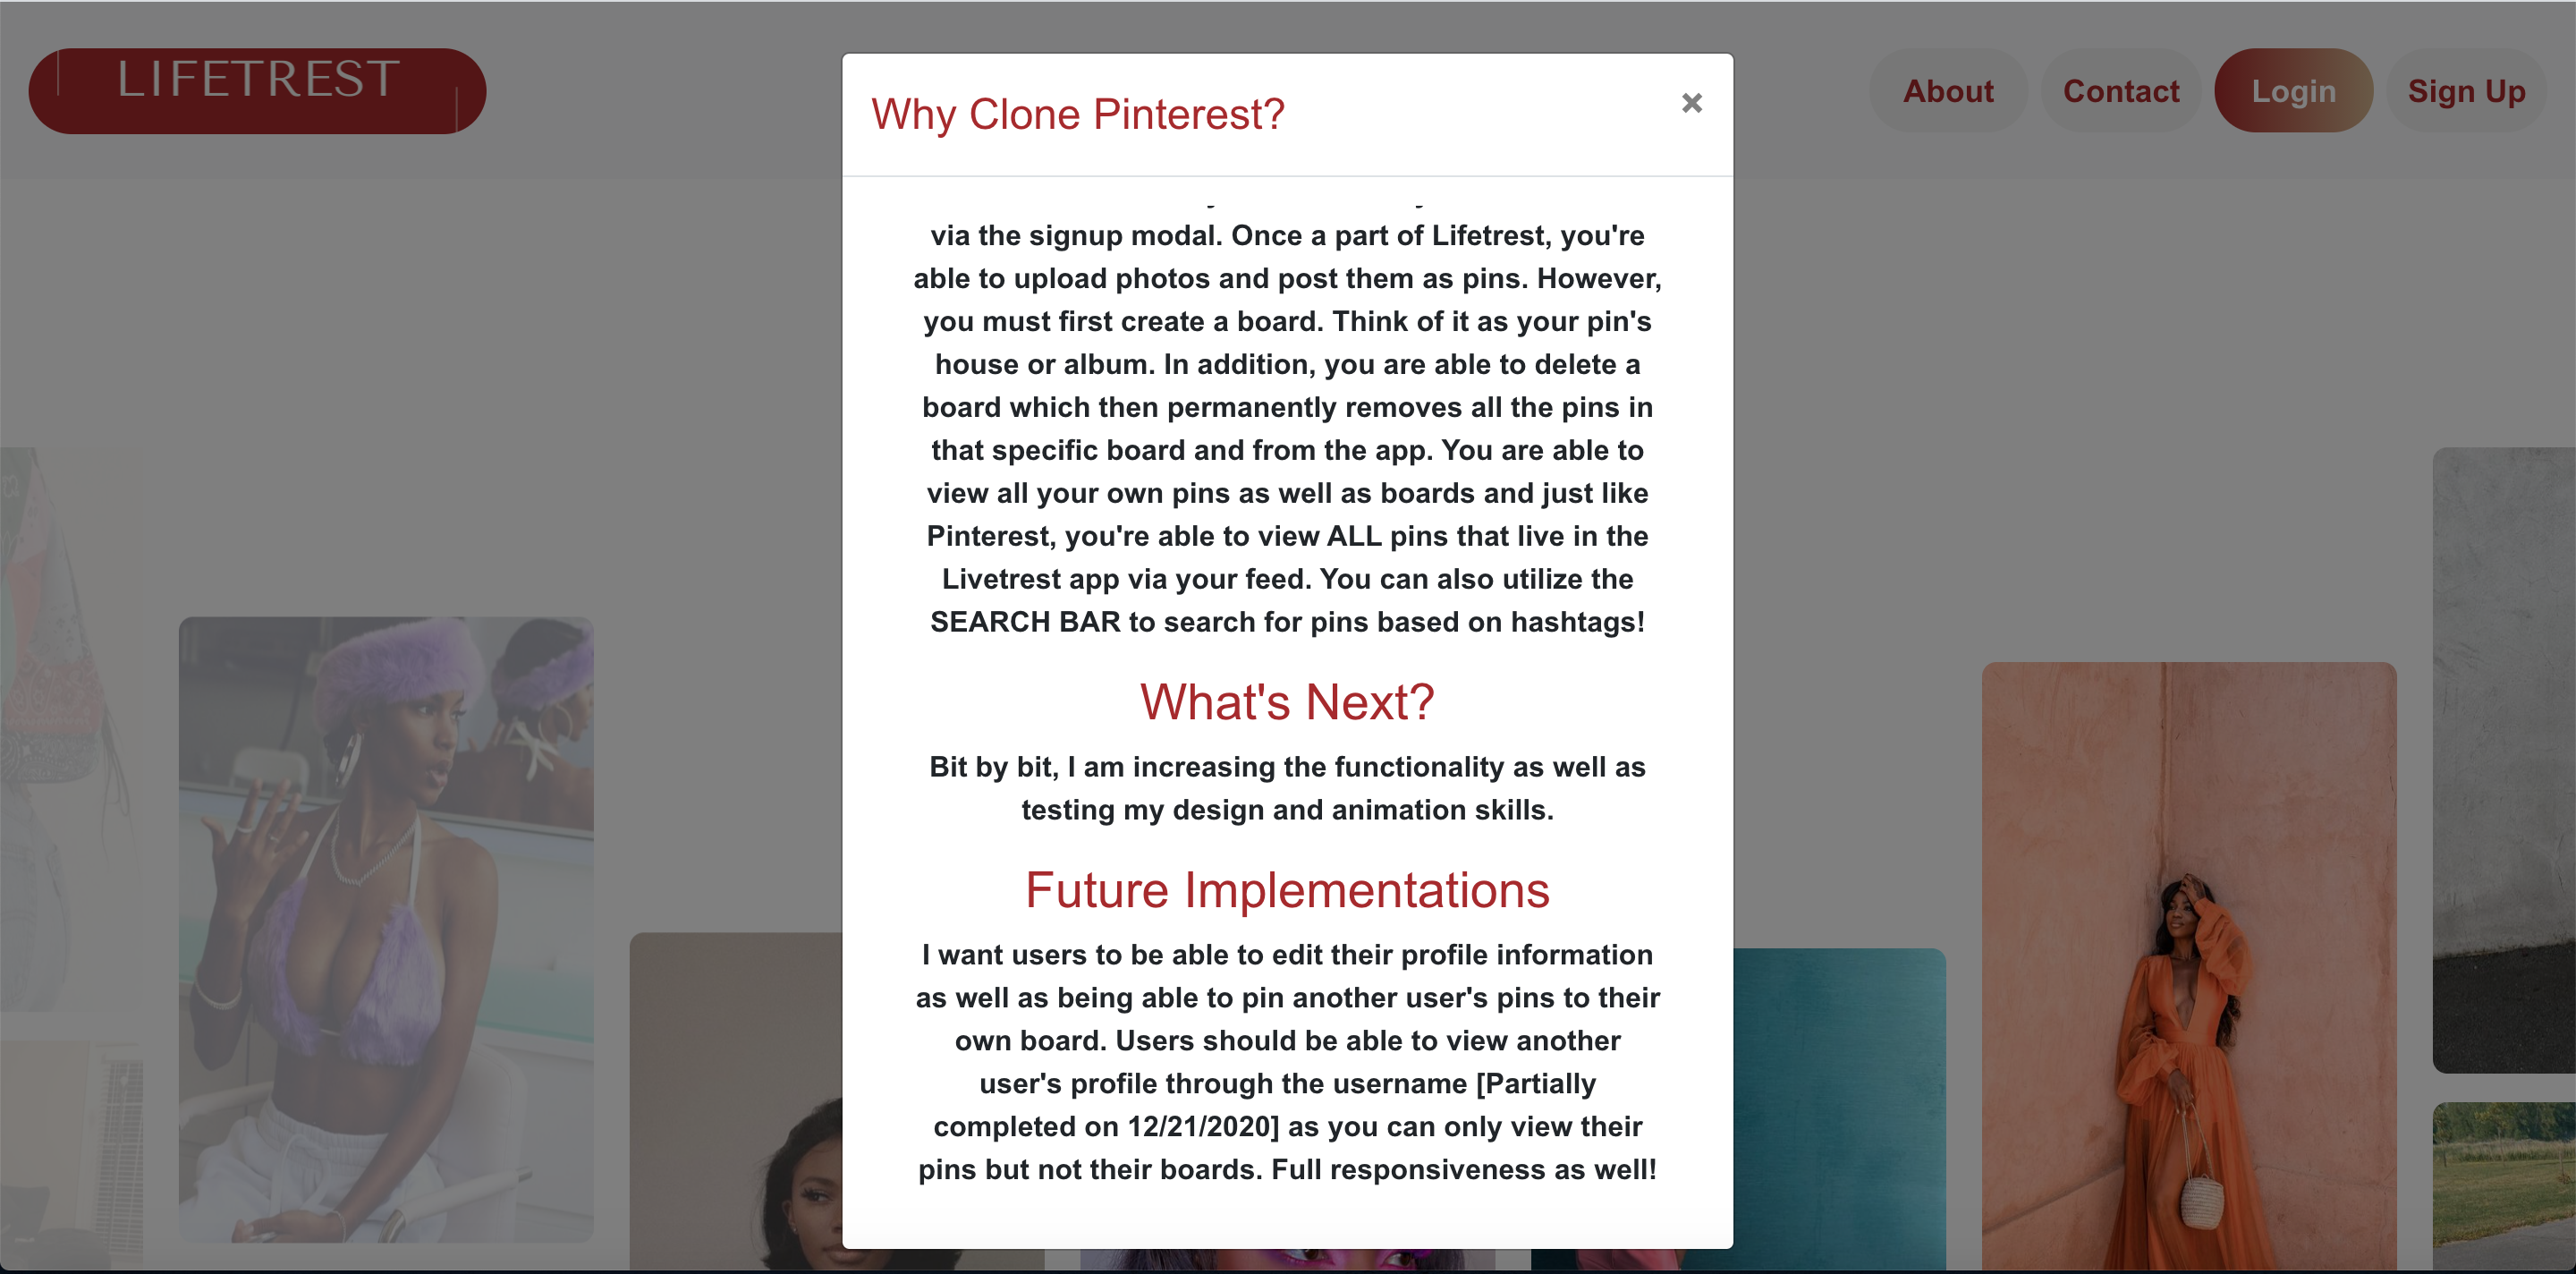 LIFETREST
About
Contact
Login
Sign Up
Why Clone Pinterest?
×
via the signup modal. Once a part of Lifetrest, you're
able to upload photos and post them as pins. However,
you must first create a board. Think of it as your pin's
house or album. In addition, you are able to delete a
board which then permanently removes all the pins in
that specific board and from the app. You are able to
view all your own pins as well as boards and just like
Pinterest, you're able to view ALL pins that live in the
Livetrest app via your feed. You can also utilize the
SEARCH BAR to search for pins based on hashtags!
What's Next?
Bit by bit, I am increasing the functionality as well as
testing my design and animation skills.
Future Implementations
I want users to be able to edit their profile information
as well as being able to pin another user's pins to their
own board. Users should be able to view another
user's profile through the username [Partially
completed on 12/21/2020] as you can only view their
pins but not their boards. Full responsiveness as well!